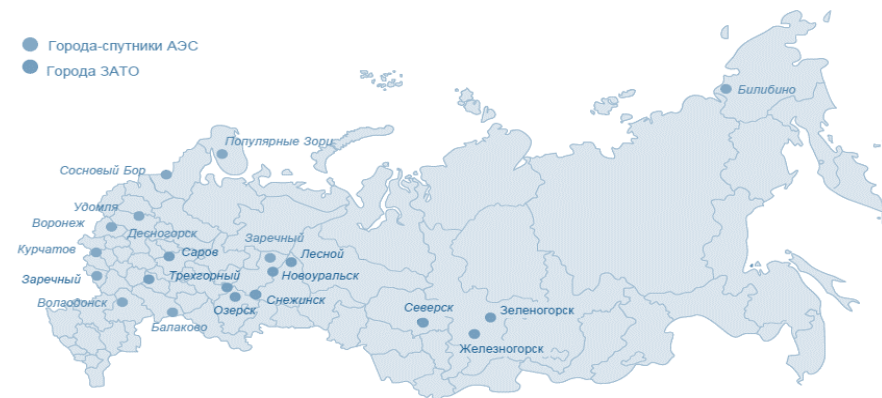 Города-спутники АЭС
Города ЗАТО
Билибино
Популярные Зори
Сосновый Бор
Удомля
Воронеж
Десногорск
Заречный
Курчатов
Саров
Лесной
Заречный
Трехгорный
Новоуральск
Волгодонск
Снежинск
Озерск
Северск
Зеленогорск
Балаково
Железногорск